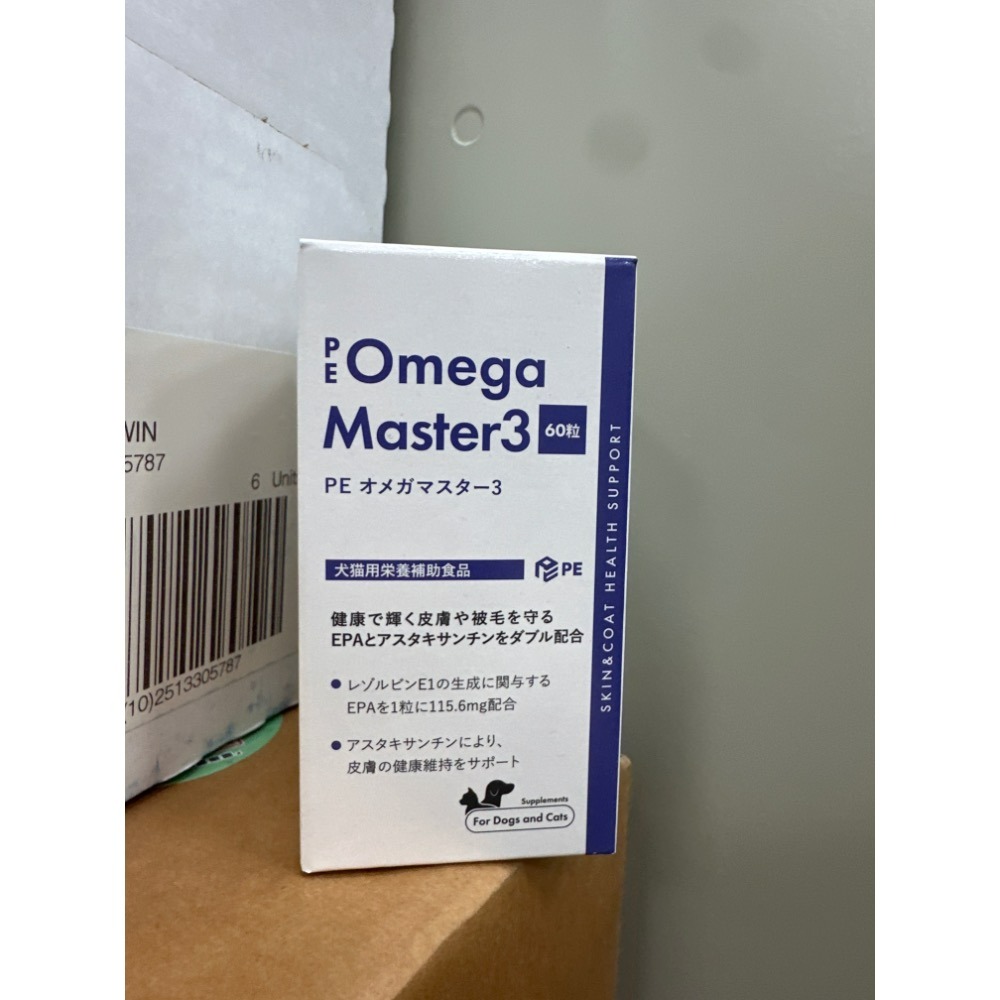 PE Omega
Master3 60粒
PE オメガマスター3
犬猫用栄養補助食品 PE
健康で輝く皮膚や被毛を守る
EPAとアスタキサンチンをダブル配合
● レゾルビンE1の生成に関与する
EPAを1粒に115.6mg配合
● アスタキサンチンにより、
皮膚の健康維持をサポート
Supplements
For Dogs and Cats
SKIN&COAT HEALTH SUPPORT
5787
6
(10)2513305787